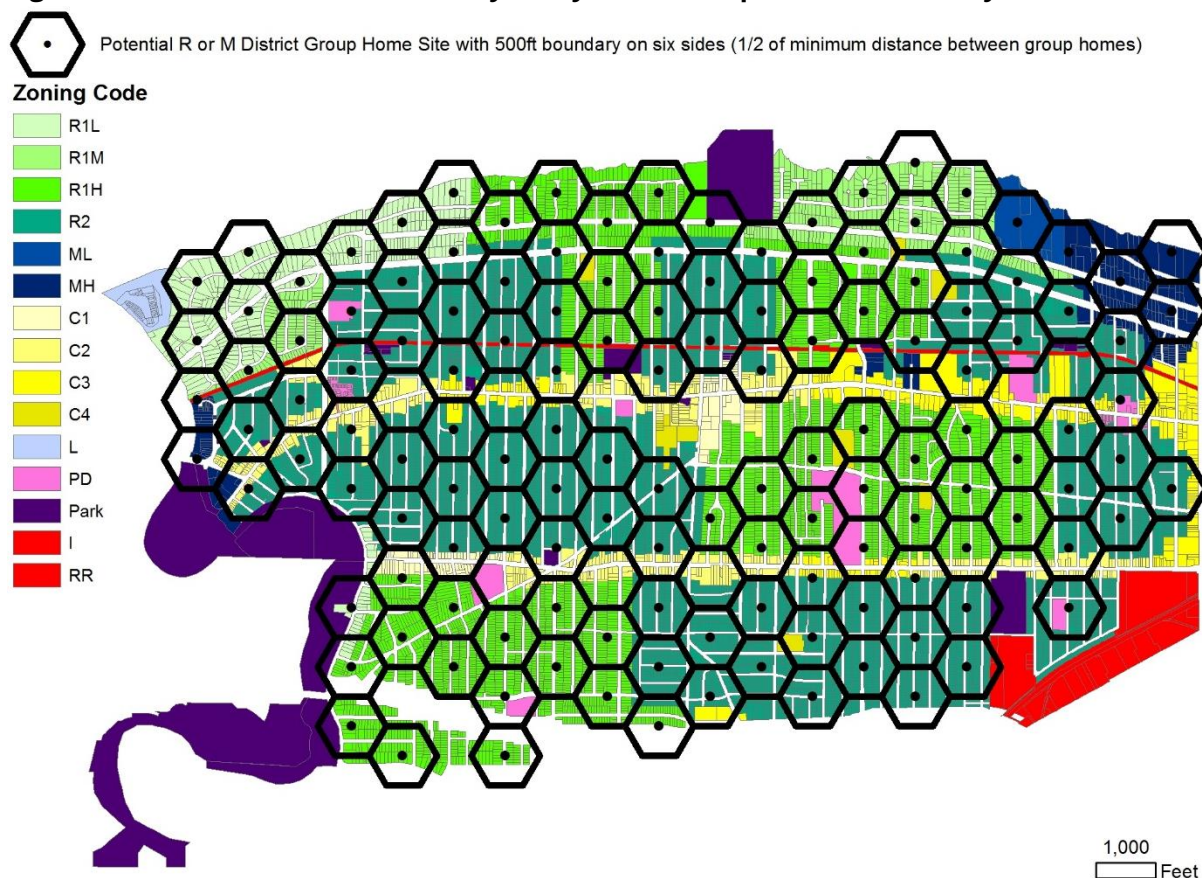 Potential R or M District Group Home Site with 500ft boundary on six sides (1/2 of minimum distance between group homes)
Zoning Code
R1L
R1M
R1H
R2
ML
MH
C1
C2
C3
C4
L
PD
Park
I
RR
1,000
Feet